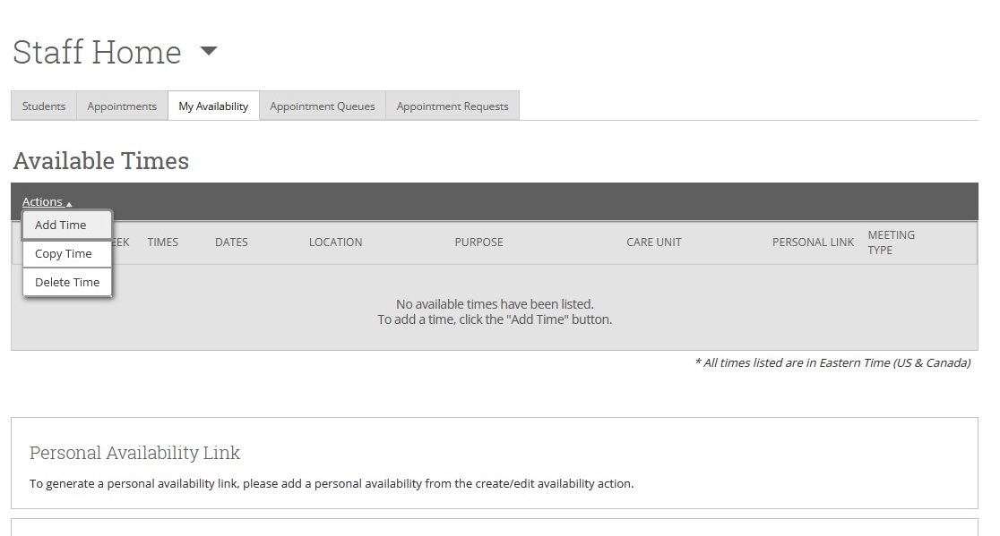 Staff Home
Students Appointments My Availability Appointment Queues Appointment Requests
Available Times
Actions
Add Time
Copy Time
Delete Time
TIMES DATES LOCATION PURPOSE CARE UNIT PERSONAL LINK MEETING TYPE
No available times have been listed.
To add a time, click the "Add Time" button.
* All times listed are in Eastern Time (US & Canada)
Personal Availability Link
To generate a personal availability link, please add a personal availability from the create/edit availability action.